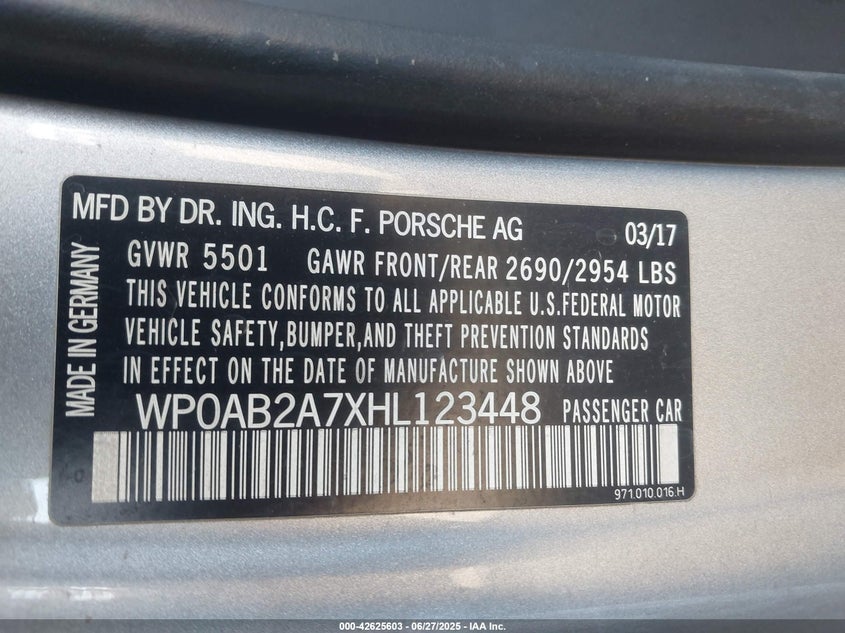 MFD BY DR. ING. H.C. F. PORSCHE AG 03/17
GVWR 5501 GAWR FRONT/REAR 2690/2954 LBS
THIS VEHICLE CONFORMS TO ALL APPLICABLE U.S.FEDERAL MOTOR
VEHICLE SAFETY,BUMPER,AND THEFT PREVENTION STANDARDS
IN EFFECT ON THE DATE OF MANUFACTURE SHOWN ABOVE
WP0AB2A7XHL123448 PASSENGER CAR
MADE IN GERMANY
971.010.016.H
000-42625603 - 06/27/2025 - IAA Inc.